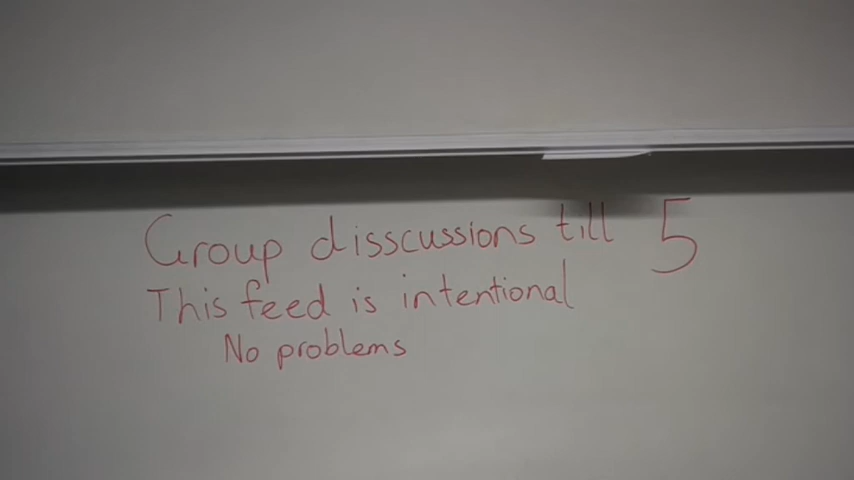 Group disscussions till 5
This feed is intentional
No problems